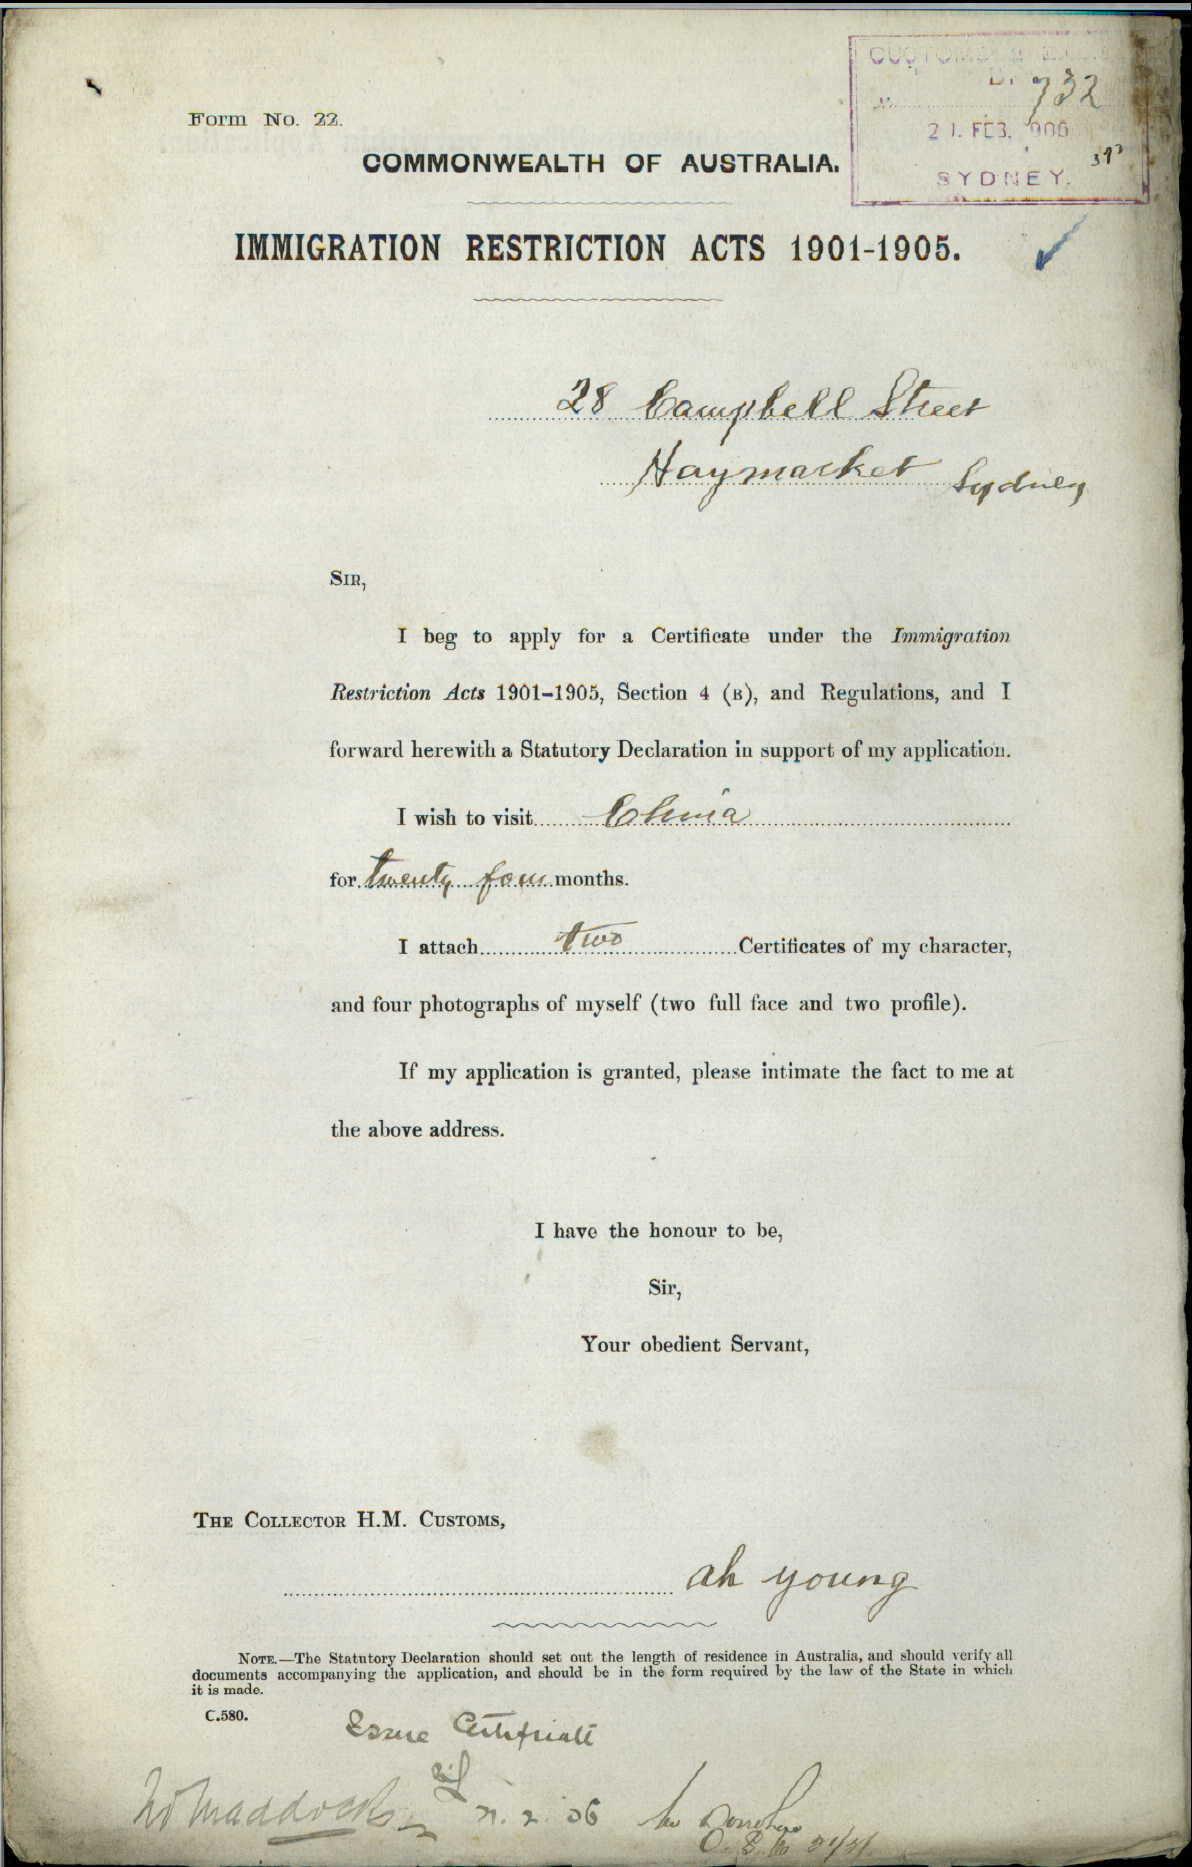 CUSTOMS
732
FEB.
SYDNEY.
Form No. 22.
COMMONWEALTH OF AUSTRALIA.
IMMIGRATION RESTRICTION ACTS 1901-1905.
28 Campbell Street
Haymarket Sydney
SIR,
I beg to apply for a Certificate under the Immigration
Restriction Acts 1901-1905, Section 4 (B), and Regulations, and I
forward herewith a Statutory Declaration in support of my application.
I wish to visit China
for twenty four months.
I attach two Certificates of my character,
and four photographs of myself (two full face and two profile).
If my application is granted, please intimate the fact to me at
the above address.
I have the honour to be,
Sir,
Your obedient Servant,
THE COLLECTOR H.M. CUSTOMS,
ah young
NOTE.—The Statutory Declaration should set out the length of residence in Australia, and should verify all
documents accompanying the application, and should be in the form required by the law of the State in which
it is made.
C.580.
Issue Certificate
Mr Maddocks
Mr Donohoe